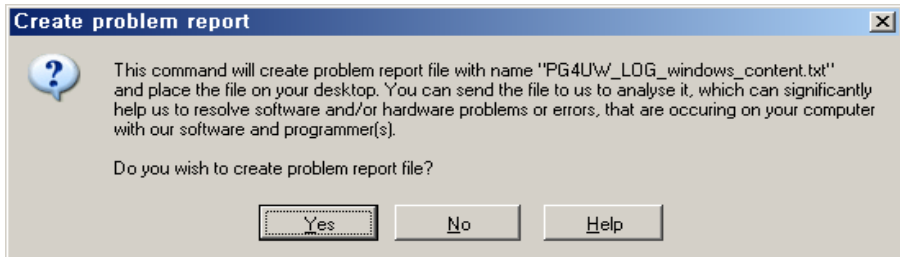 Create problem report
This command will create problem report file with name "PG4UW_LOG_windows_content.txt"
and place the file on your desktop. You can send the file to us to analyse it, which can significantly
help us to resolve software and/or hardware problems or errors, that are occuring on your computer
with our software and programmer(s).
Do you wish to create problem report file?
Yes No Help